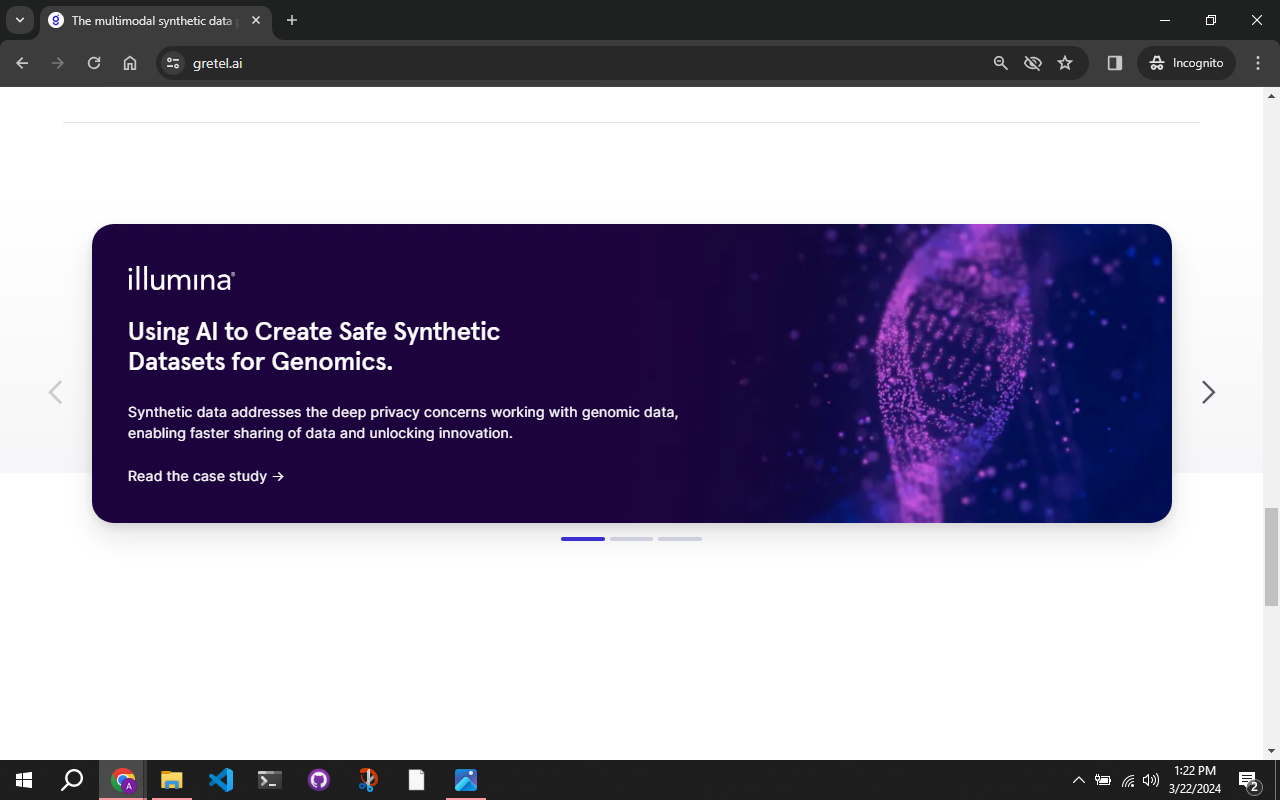 The multimodal synthetic data
gretel.ai
Incognito
illumina
Using AI to Create Safe Synthetic
Datasets for Genomics.
Synthetic data addresses the deep privacy concerns working with genomic data,
enabling faster sharing of data and unlocking innovation.
Read the case study →
A
1:22 PM
3/22/2024
2